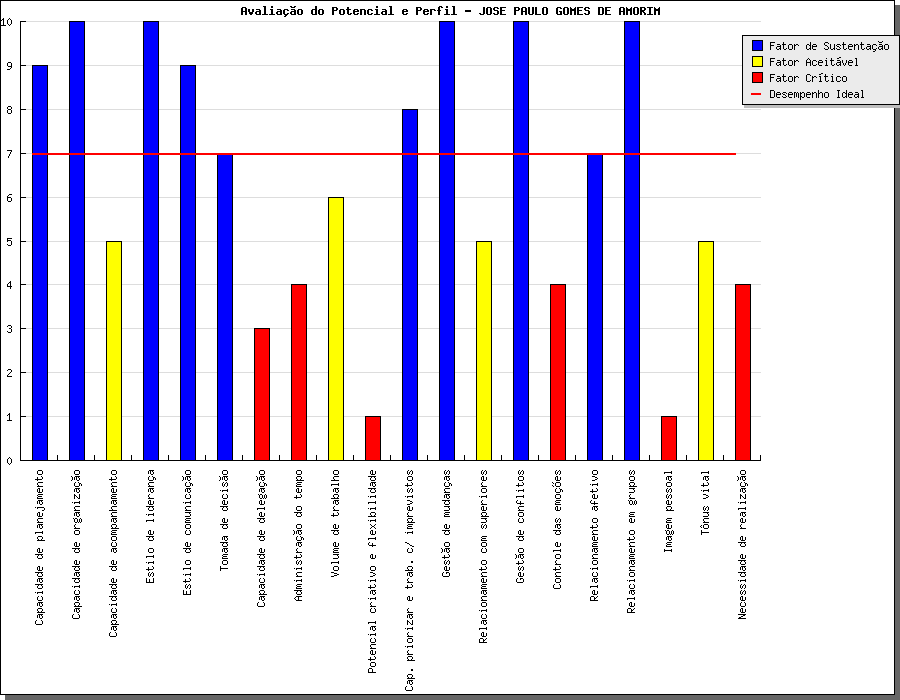 Avaliação do Potencial e Perfil - JOSE PAULO GOMES DE AMORIM
Fator de Sustentação
Fator Aceitável
Fator Crítico
Desempenho Ideal
10
9
8
7
6
5
4
3
2
1
0
Capacidade de planejamento
Capacidade de organização
Capacidade de acompanhamento
Estilo de liderança
Estilo de comunicação
Tomada de decisão
Capacidade de delegação
Administração do tempo
Volume de trabalho
Potencial criativo e flexibilidade
Cap. priorizar e trab. c/ imprevistos
Gestão de mudanças
Relacionamento com superiores
Gestão de conflitos
Controle das emoções
Relacionamento afetivo
Relacionamento em grupos
Imagem pessoal
Tônus vital
Necessidade de realização